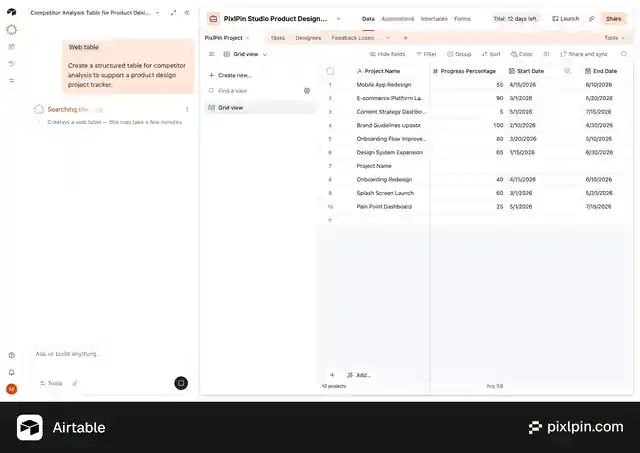 Competitor Analysis Table for Product Desi...
Web table
Create a structured table for competitor
analysis to support a product design
project tracker.
Searching
Creating a web table — this may take a few minutes
Ask or build anything...
Tools
M
PixlPin Studio Product Design...
Data
Automations
Interfaces
Forms
Trial: 12 days left
Launch
Share
PixlPin Project
Tasks
Designers
Feedback Loops
Tools
Grid view
Hide fields
Filter
Group
Sort
Color
Share and sync
Create new...
Find a view
Grid view
Project Name
Progress Percentage
Start Date
End Date
1 Mobile App Redesign 55 4/15/2026 6/10/2026
2 E-commerce Platform La... 90 3/1/2026 5/20/2026
3 Content Strategy Dashbo... 5 5/1/2026 7/15/2026
4 Brand Guidelines Update 100 2/10/2026 4/30/2026
5 Onboarding Flow Improve... 80 3/20/2026 5/10/2026
6 Design System Expansion 65 1/15/2026 6/30/2026
7 Project Name
8 Onboarding Redesign 40 4/15/2026 6/10/2026
9 Splash Screen Launch 60 3/1/2026 5/20/2026
10 Pain Point Dashboard 25 5/1/2026 7/15/2026
+
+ Add...
10 projects
Avg 58
Airtable
pixlpin.com